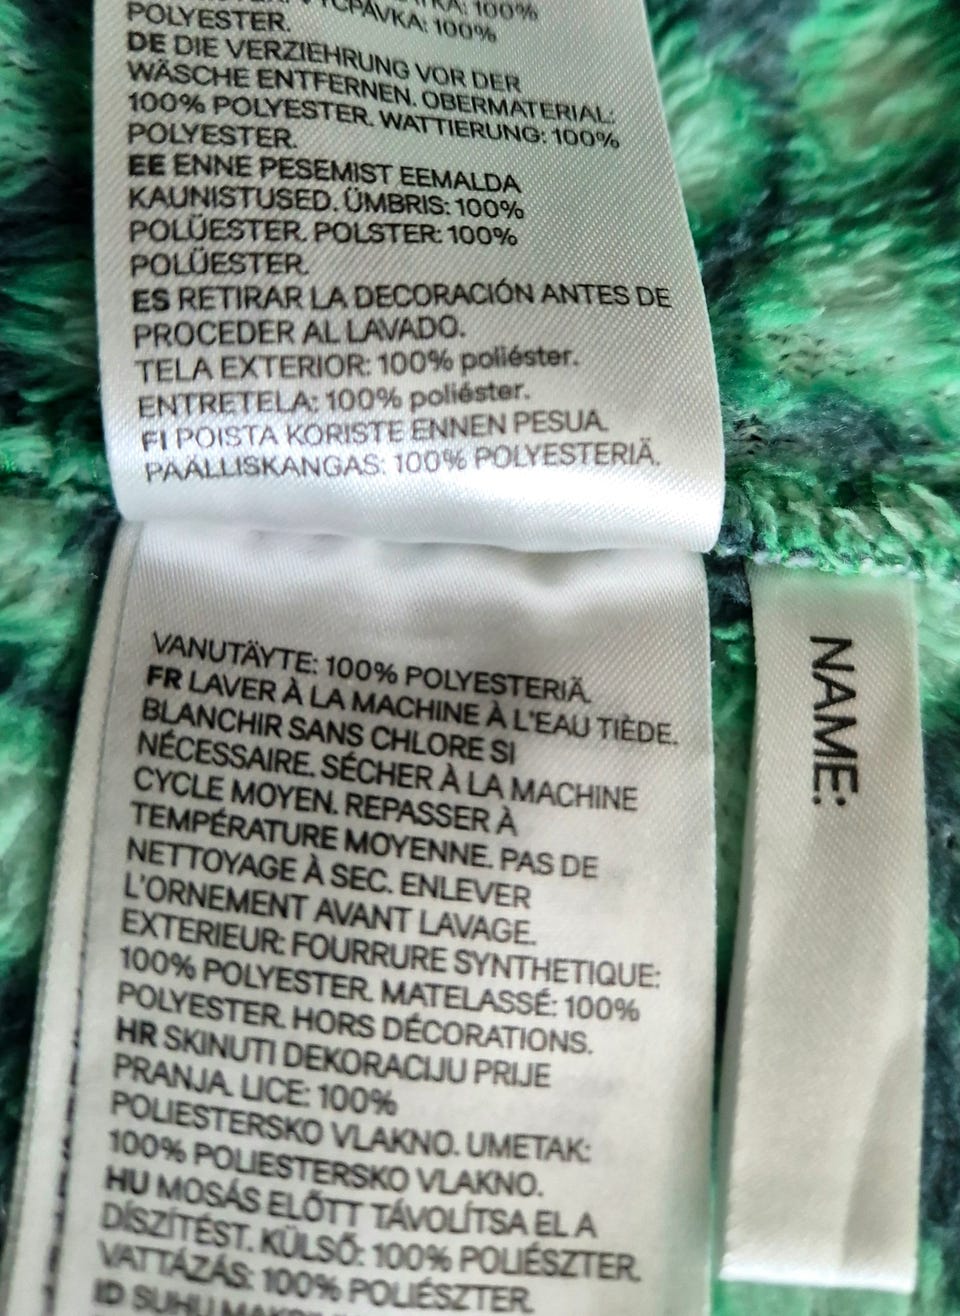 100%
VÝCPÁVKA: 100%
POLYESTER.
DE DIE VERZIEHRUNG VOR DER
WÄSCHE ENTFERNEN. OBERMATERIAL:
100% POLYESTER. WATTIERUNG: 100%
POLYESTER.
EE ENNE PESEMIST EEMALDA
KAUNISTUSED. ÜMBRIS: 100%
POLÜESTER. POLSTER: 100%
POLÜESTER.
ES RETIRAR LA DECORACIÓN ANTES DE
PROCEDER AL LAVADO.
TELA EXTERIOR: 100% poliéster.
ENTRETELA: 100% poliéster.
FI POISTA KORISTE ENNEN PESUA.
PÄÄLLISKANGAS: 100% POLYESTERIÄ.
VANUTÄYTE: 100% POLYESTERIÄ.
FR LAVER À LA MACHINE À L'EAU TIÈDE.
BLANCHIR SANS CHLORE SI
NÉCESSAIRE. SÉCHER À LA MACHINE
CYCLE MOYEN. REPASSER À
TEMPÉRATURE MOYENNE. PAS DE
NETTOYAGE À SEC. ENLEVER
L'ORNEMENT AVANT LAVAGE.
EXTERIEUR: FOURRURE SYNTHETIQUE:
100% POLYESTER. MATELASSÉ: 100%
POLYESTER. HORS DÉCORATIONS.
HR SKINUTI DEKORACIJU PRIJE
PRANJA. LICE: 100%
POLIESTERSKO VLAKNO. UMETAK:
100% POLIESTERSKO VLAKNO.
HU MOSÁS ELŐTT TÁVOLÍTSA EL A
DÍSZÍTÉST. KÜLSŐ: 100% POLIÉSZTER.
VATTÁZÁS: 100% POLIÉSZTER.
ID SUHU
NAME: